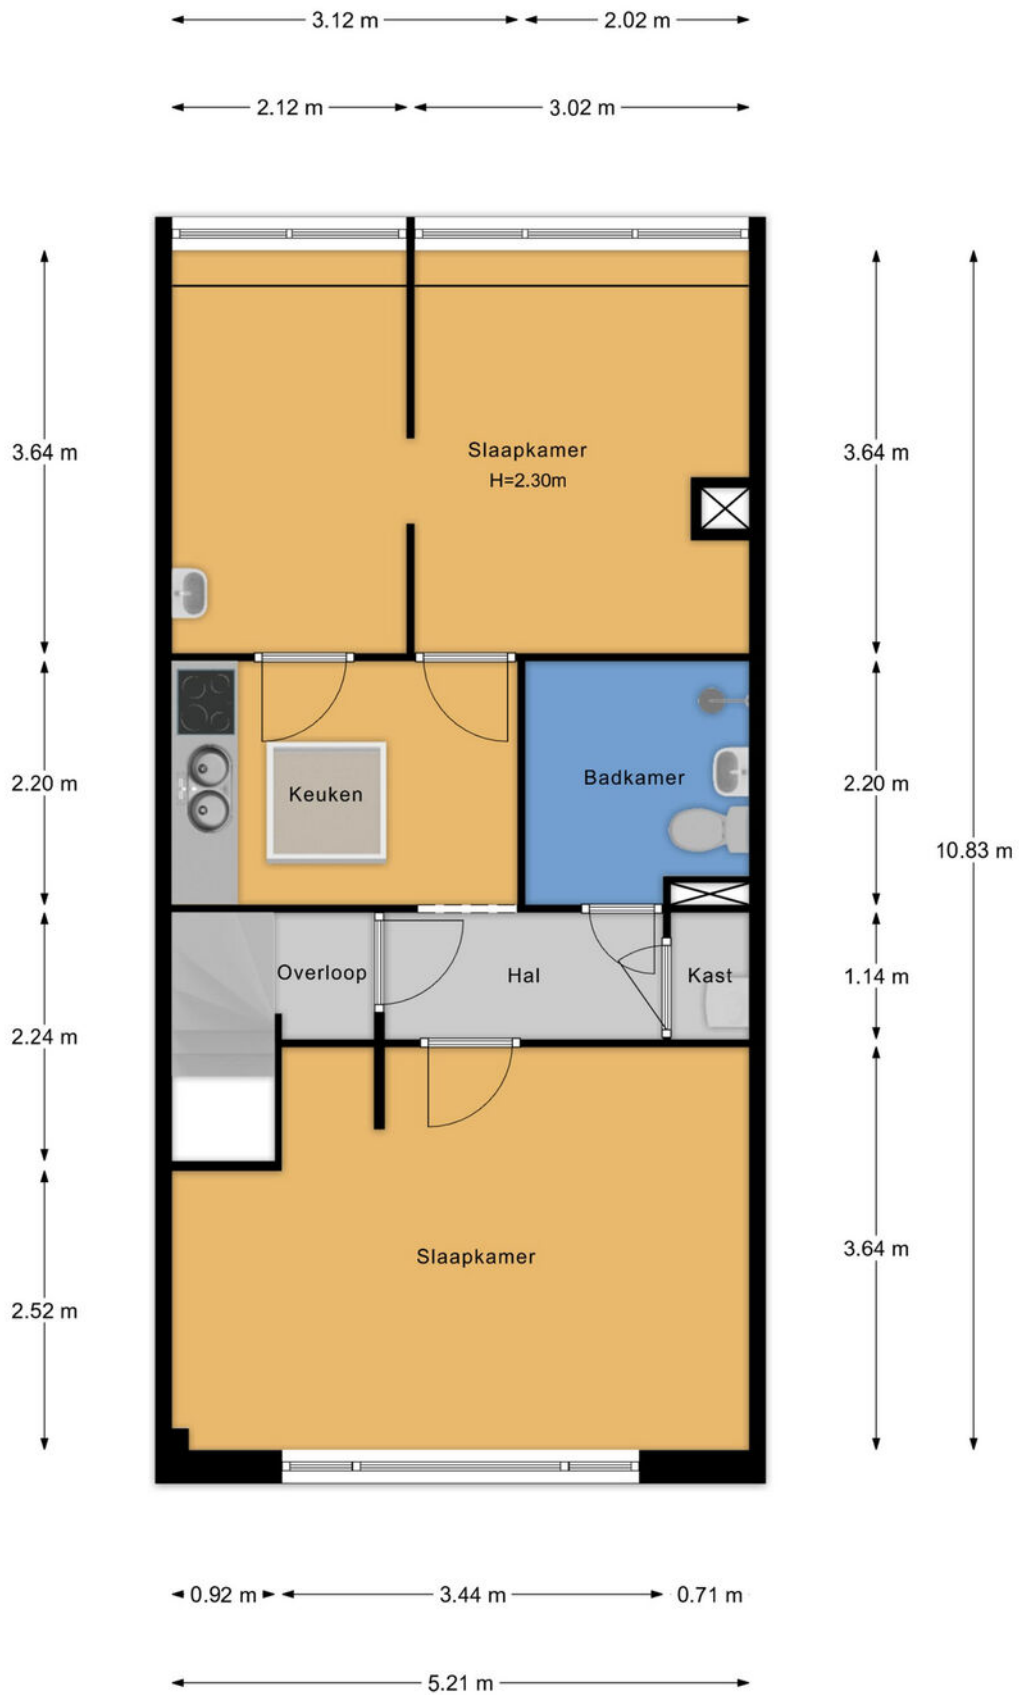 3.12 m 2.02 m
2.12 m 3.02 m
Slaapkamer
H=2.30m
3.64 m 3.64 m
Badkamer
2.20 m 2.20 m
Keuken
10.83 m
Overloop Hal Kast 1.14 m
2.24 m
Slaapkamer 3.64 m
2.52 m
0.92 m 3.44 m 0.71 m
5.21 m